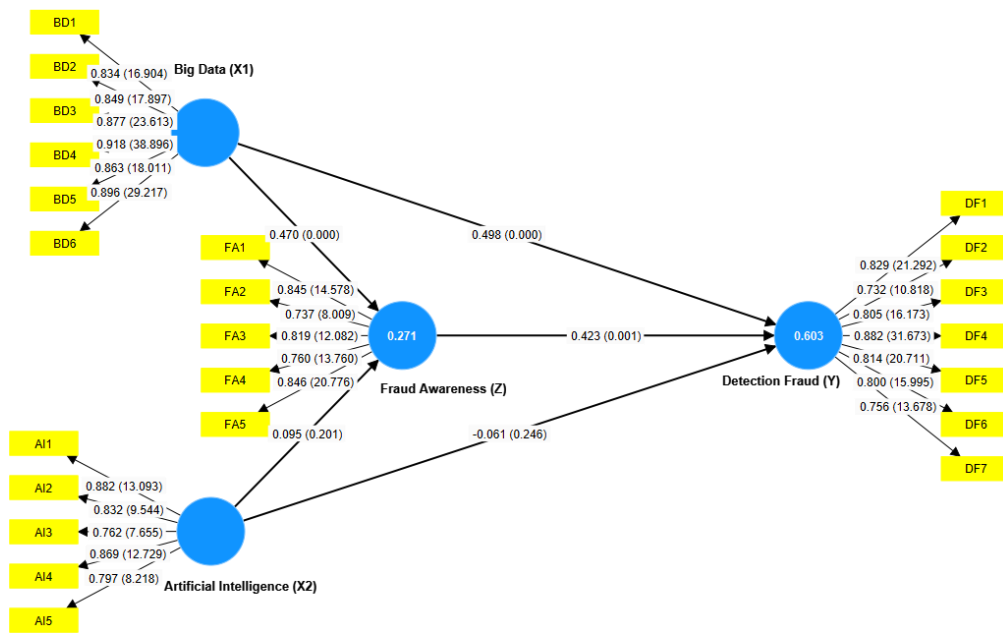 BD1
BD2
BD3
BD4
BD5
BD6
Big Data (X1)
0.834 (16.904)
0.849 (17.897)
0.877 (23.613)
0.918 (38.896)
0.863 (18.011)
0.896 (29.217)
0.470 (0.000)
0.498 (0.000)
FA1
FA2
FA3
FA4
FA5
0.845 (14.578)
0.737 (8.009)
0.819 (12.082)
0.760 (13.760)
0.846 (20.776)
0.271
Fraud Awareness (Z)
0.423 (0.001)
0.095 (0.201)
-0.061 (0.246)
0.603
Detection Fraud (Y)
0.829 (21.292)
0.732 (10.818)
0.805 (16.173)
0.882 (31.673)
0.814 (20.711)
0.800 (15.995)
0.756 (13.678)
DF1
DF2
DF3
DF4
DF5
DF6
DF7
AI1
AI2
AI3
AI4
AI5
0.882 (13.093)
0.832 (9.544)
0.762 (7.655)
0.869 (12.729)
0.797 (8.218)
Artificial Intelligence (X2)